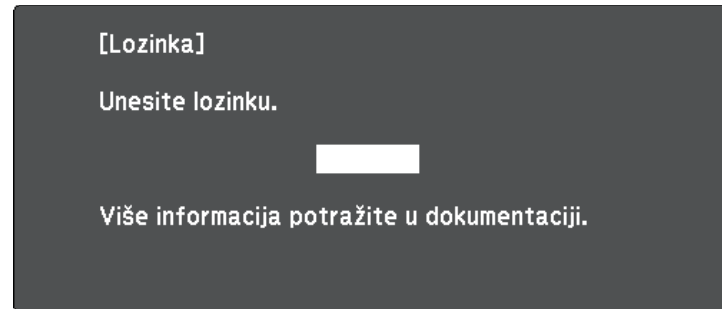 [Lozinka]
Unesite lozinku.
Više informacija potražite u dokumentaciji.